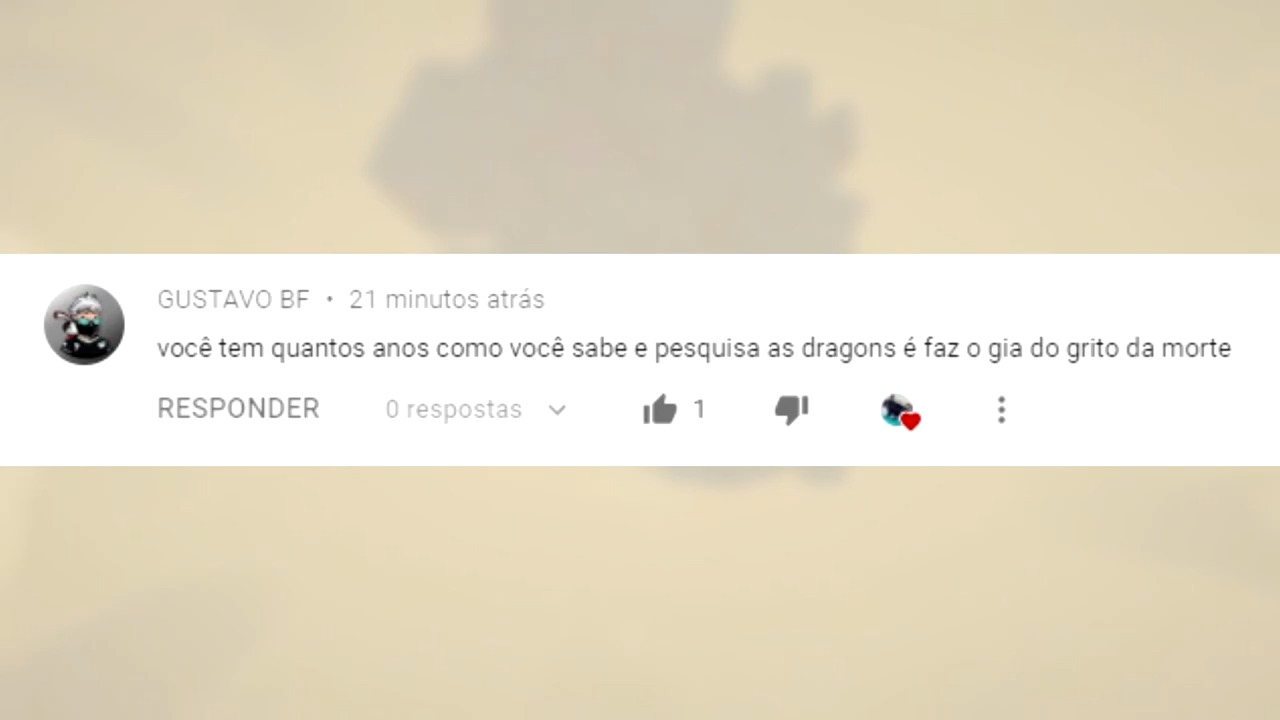 GUSTAVO BF • 21 minutos atrás
você tem quantos anos como você sabe e pesquisa as dragons é faz o gia do grito da morte
RESPONDER 0 respostas 1